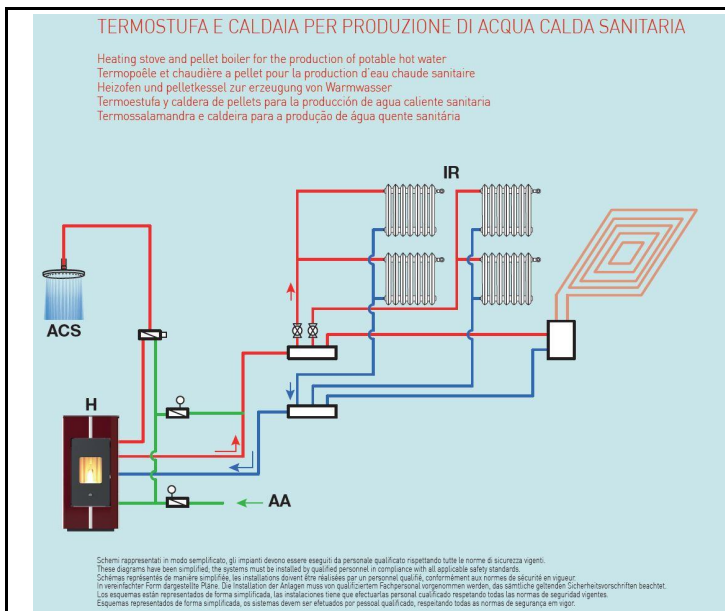 TERMOSTUFA E CALDAIA PER PRODUZIONE DI ACQUA CALDA SANITARIA
Heating stove and pellet boiler for the production of potable hot water
Termopoêle et chaudière a pellet pour la production d'eau chaude sanitaire
Heizofen und pelletkessel zur erzeugung von Warmwasser
Termoestufa y caldera de pellets para la producción de agua caliente sanitaria
Termossalamandra e caldeira para a produção de água quente sanitária
IR
ACS
H
AA
Schemi rappresentati in modo semplificato, gli impianti devono essere eseguiti da personale qualificato rispettando tutte le norme di sicurezza vigenti.
These diagrams have been simplified, the systems must be installed by qualified personnel in compliance with all applicable safety standards.
Schémas représentés de manière simplifiée, les installations doivent être réalisées par un personnel qualifié, conformément aux normes de sécurité en vigueur.
In vereinfachter Form dargestellte Pläne. Die Installation der Anlagen muss von qualifiziertem Fachpersonal vorgenommen werden, das sämtliche geltenden Sicherheitsvorschriften beachtet.
Los esquemas están representados de forma simplificada, las instalaciones tiene que efectuarlas personal cualificado respetando todas las normas de seguridad vigentes.
Esquemas representados de forma simplificada, os sistemas devem ser efetuados por pessoal qualificado, respeitando todas as normas de segurança em vigor.